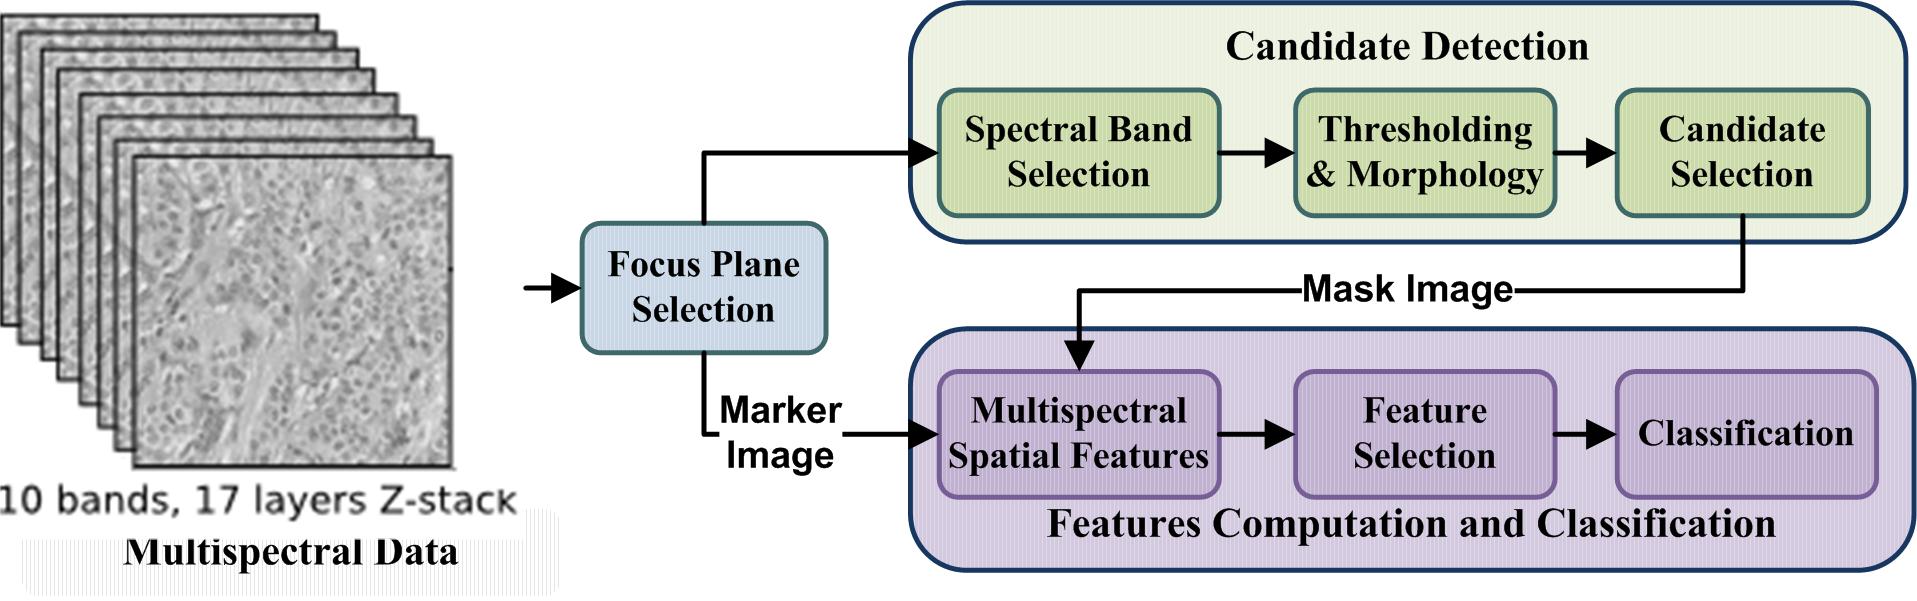 10 bands, 17 layers Z-stack
Multispectral Data
Focus Plane
Selection
Candidate Detection
Spectral Band
Selection
Thresholding
& Morphology
Candidate
Selection
Mask Image
Marker
Image
Multispectral
Spatial Features
Feature
Selection
Classification
Features Computation and Classification